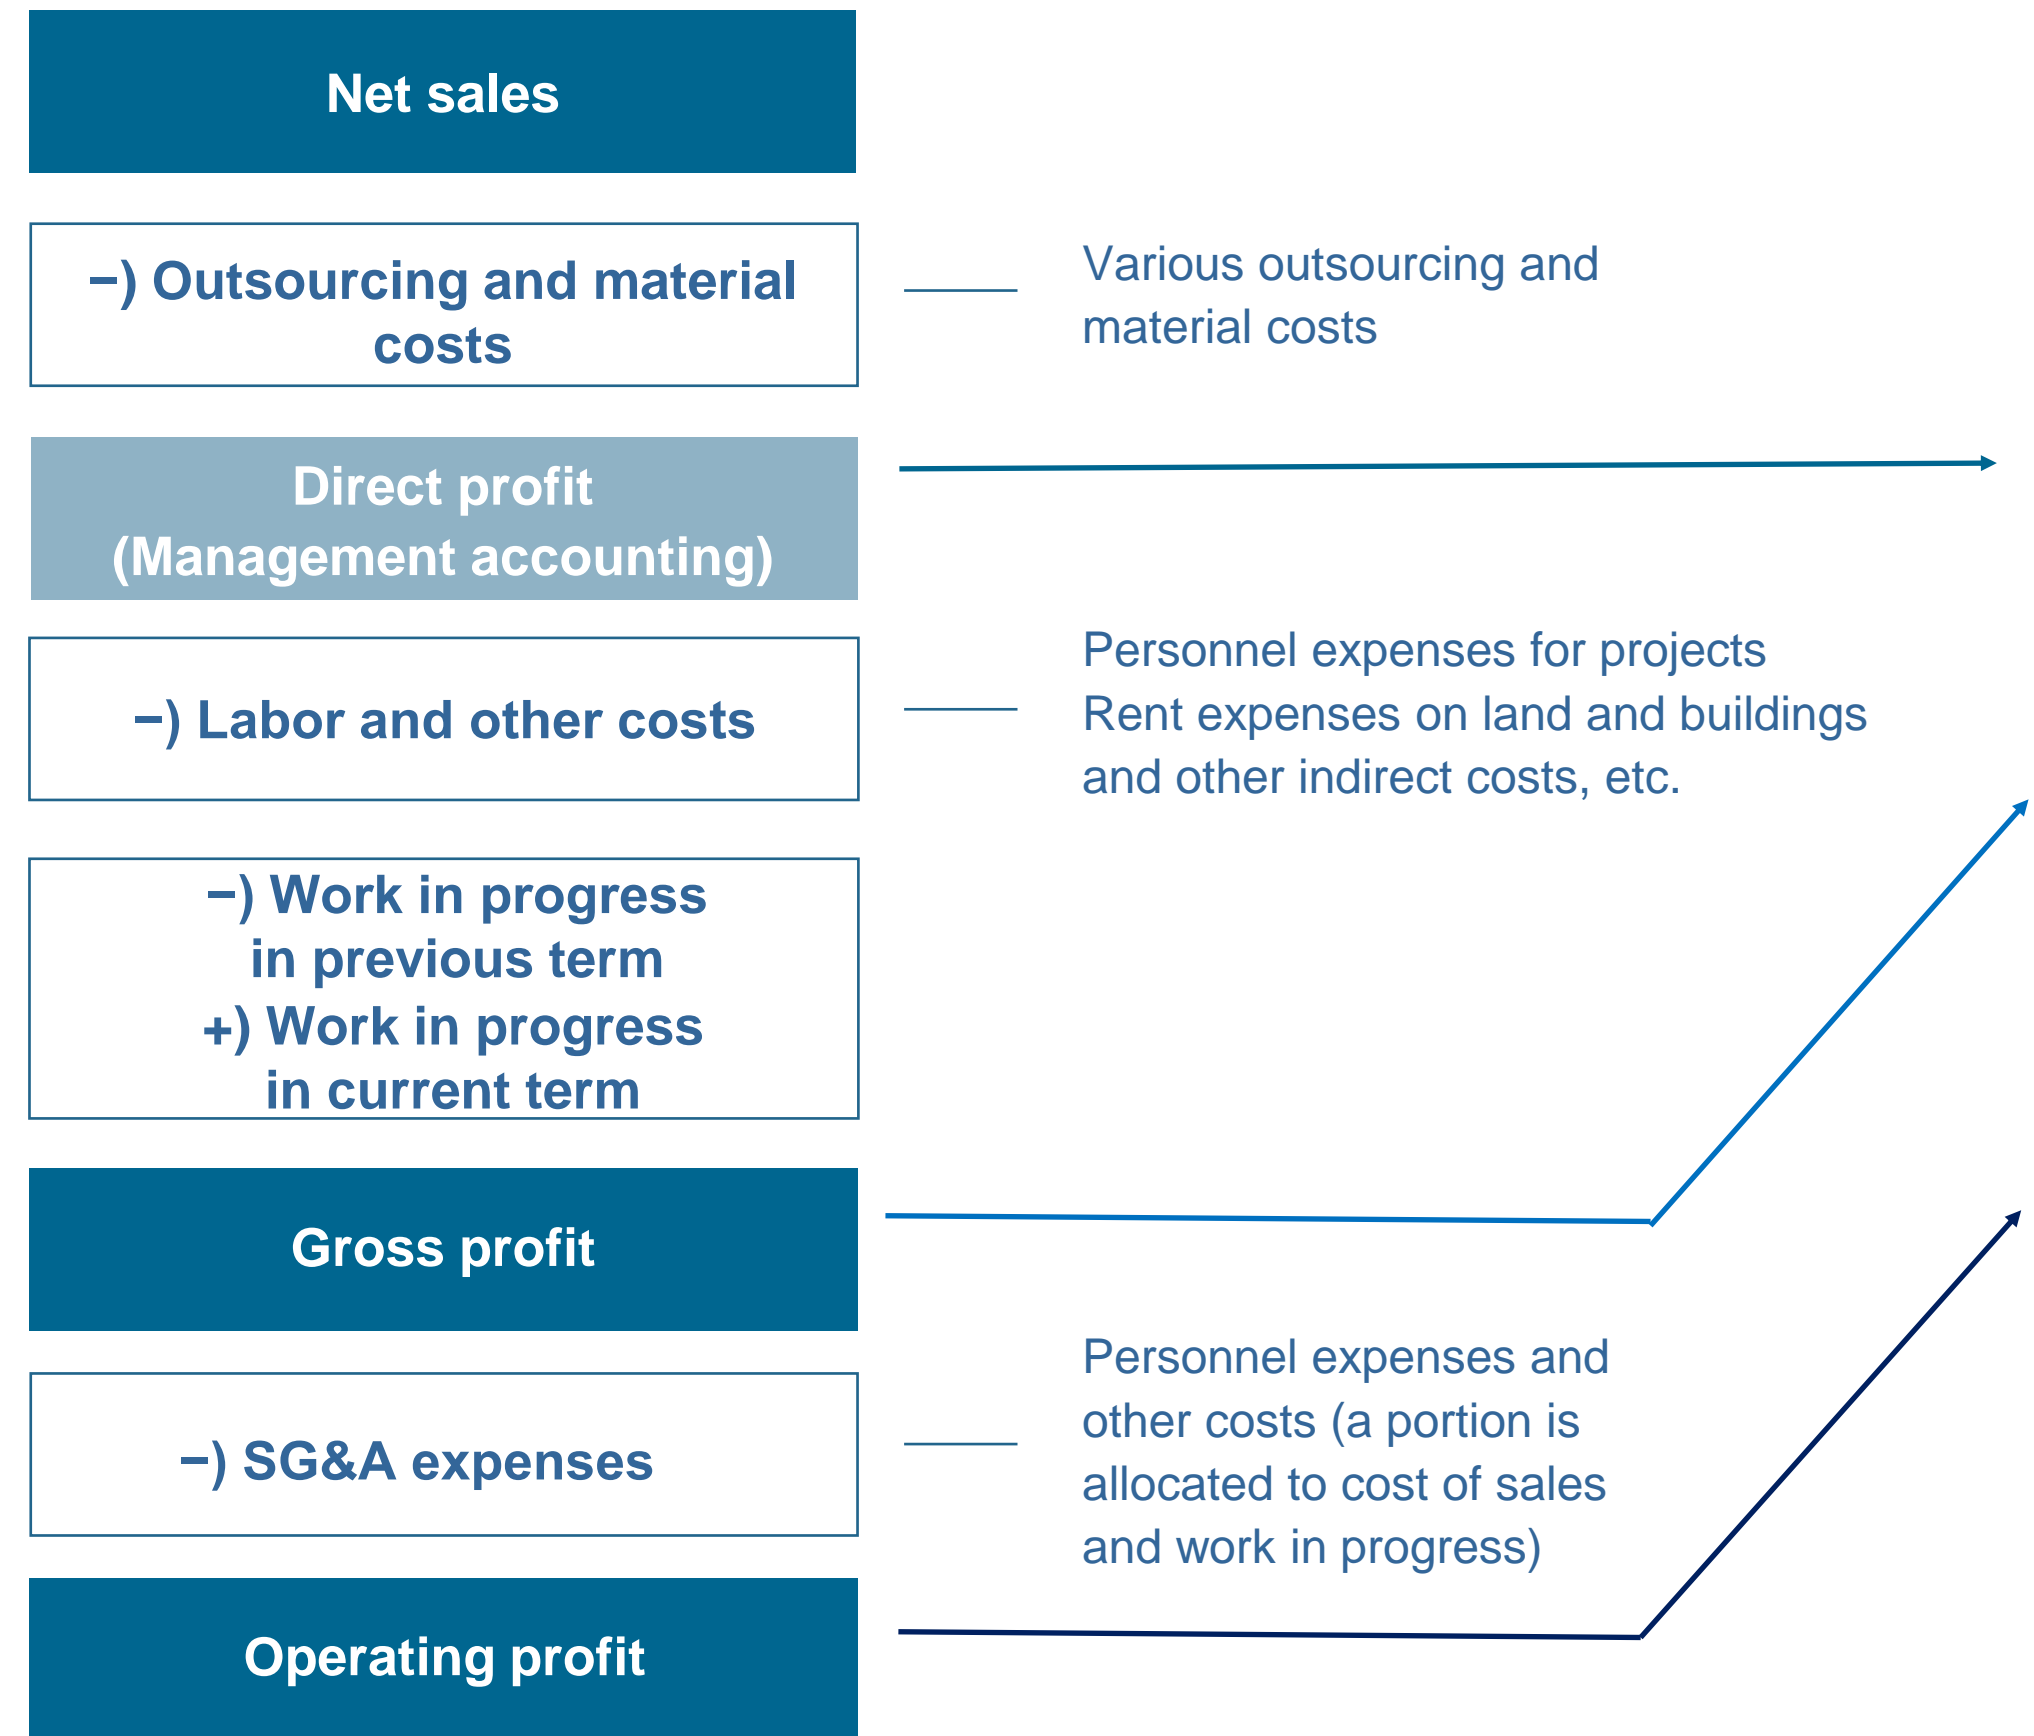 Net sales
−) Outsourcing and material
costs
Various outsourcing and
material costs
Direct profit
(Management accounting)
−) Labor and other costs
Personnel expenses for projects
Rent expenses on land and buildings
and other indirect costs, etc.
−) Work in progress
in previous term
+) Work in progress
in current term
Gross profit
−) SG&A expenses
Personnel expenses and
other costs (a portion is
allocated to cost of sales
and work in progress)
Operating profit